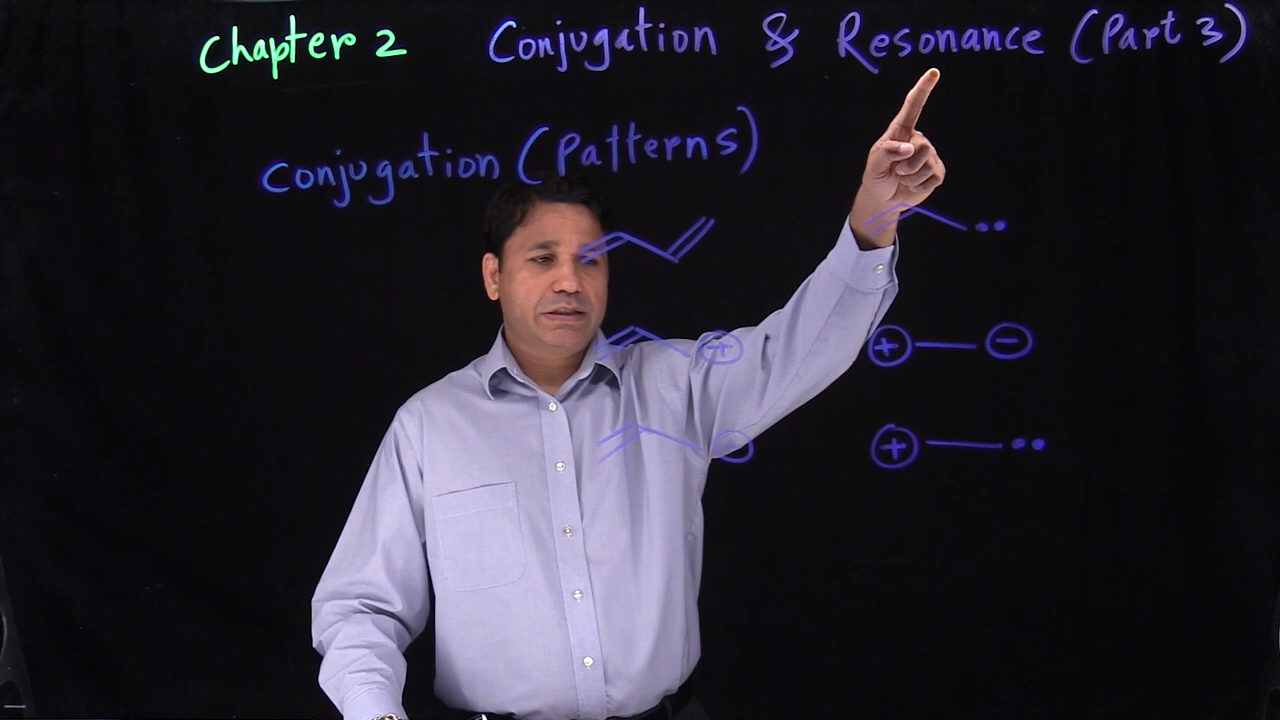 Chapter 2 Conjugation & Resonance (Part 3)
Conjugation (Patterns)
+ + −
− +